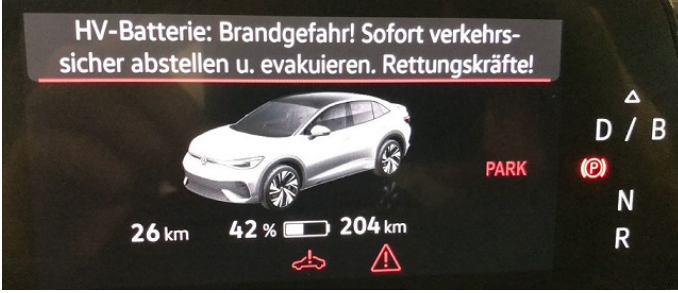 HV-Batterie: Brandgefahr! Sofort verkehrs-
sicher abstellen u. evakuieren. Rettungskräfte!
D / B
PARK (P)
N
26 km 42 % 204 km
R